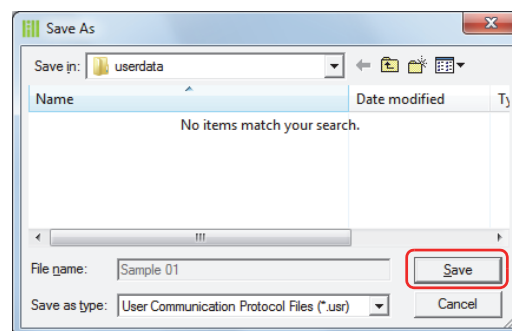 Save As
Save in: userdata
Name Date modified Ty
No items match your search.
File name: Sample 01 Save
Save as type: User Communication Protocol Files (*.usr) Cancel